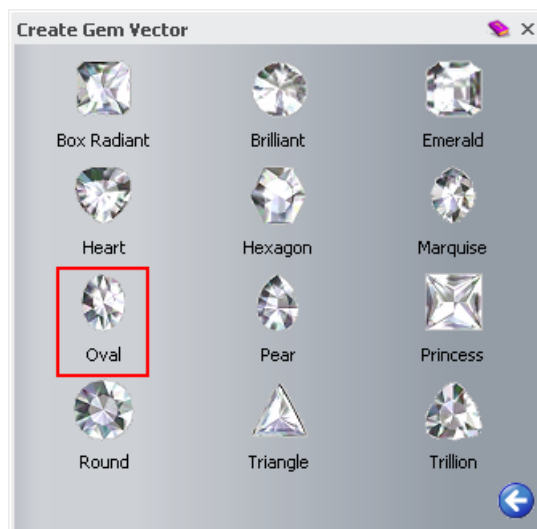 Create Gem Vector
Box Radiant Brilliant Emerald
Heart Hexagon Marquise
Oval Pear Princess
Round Triangle Trillion